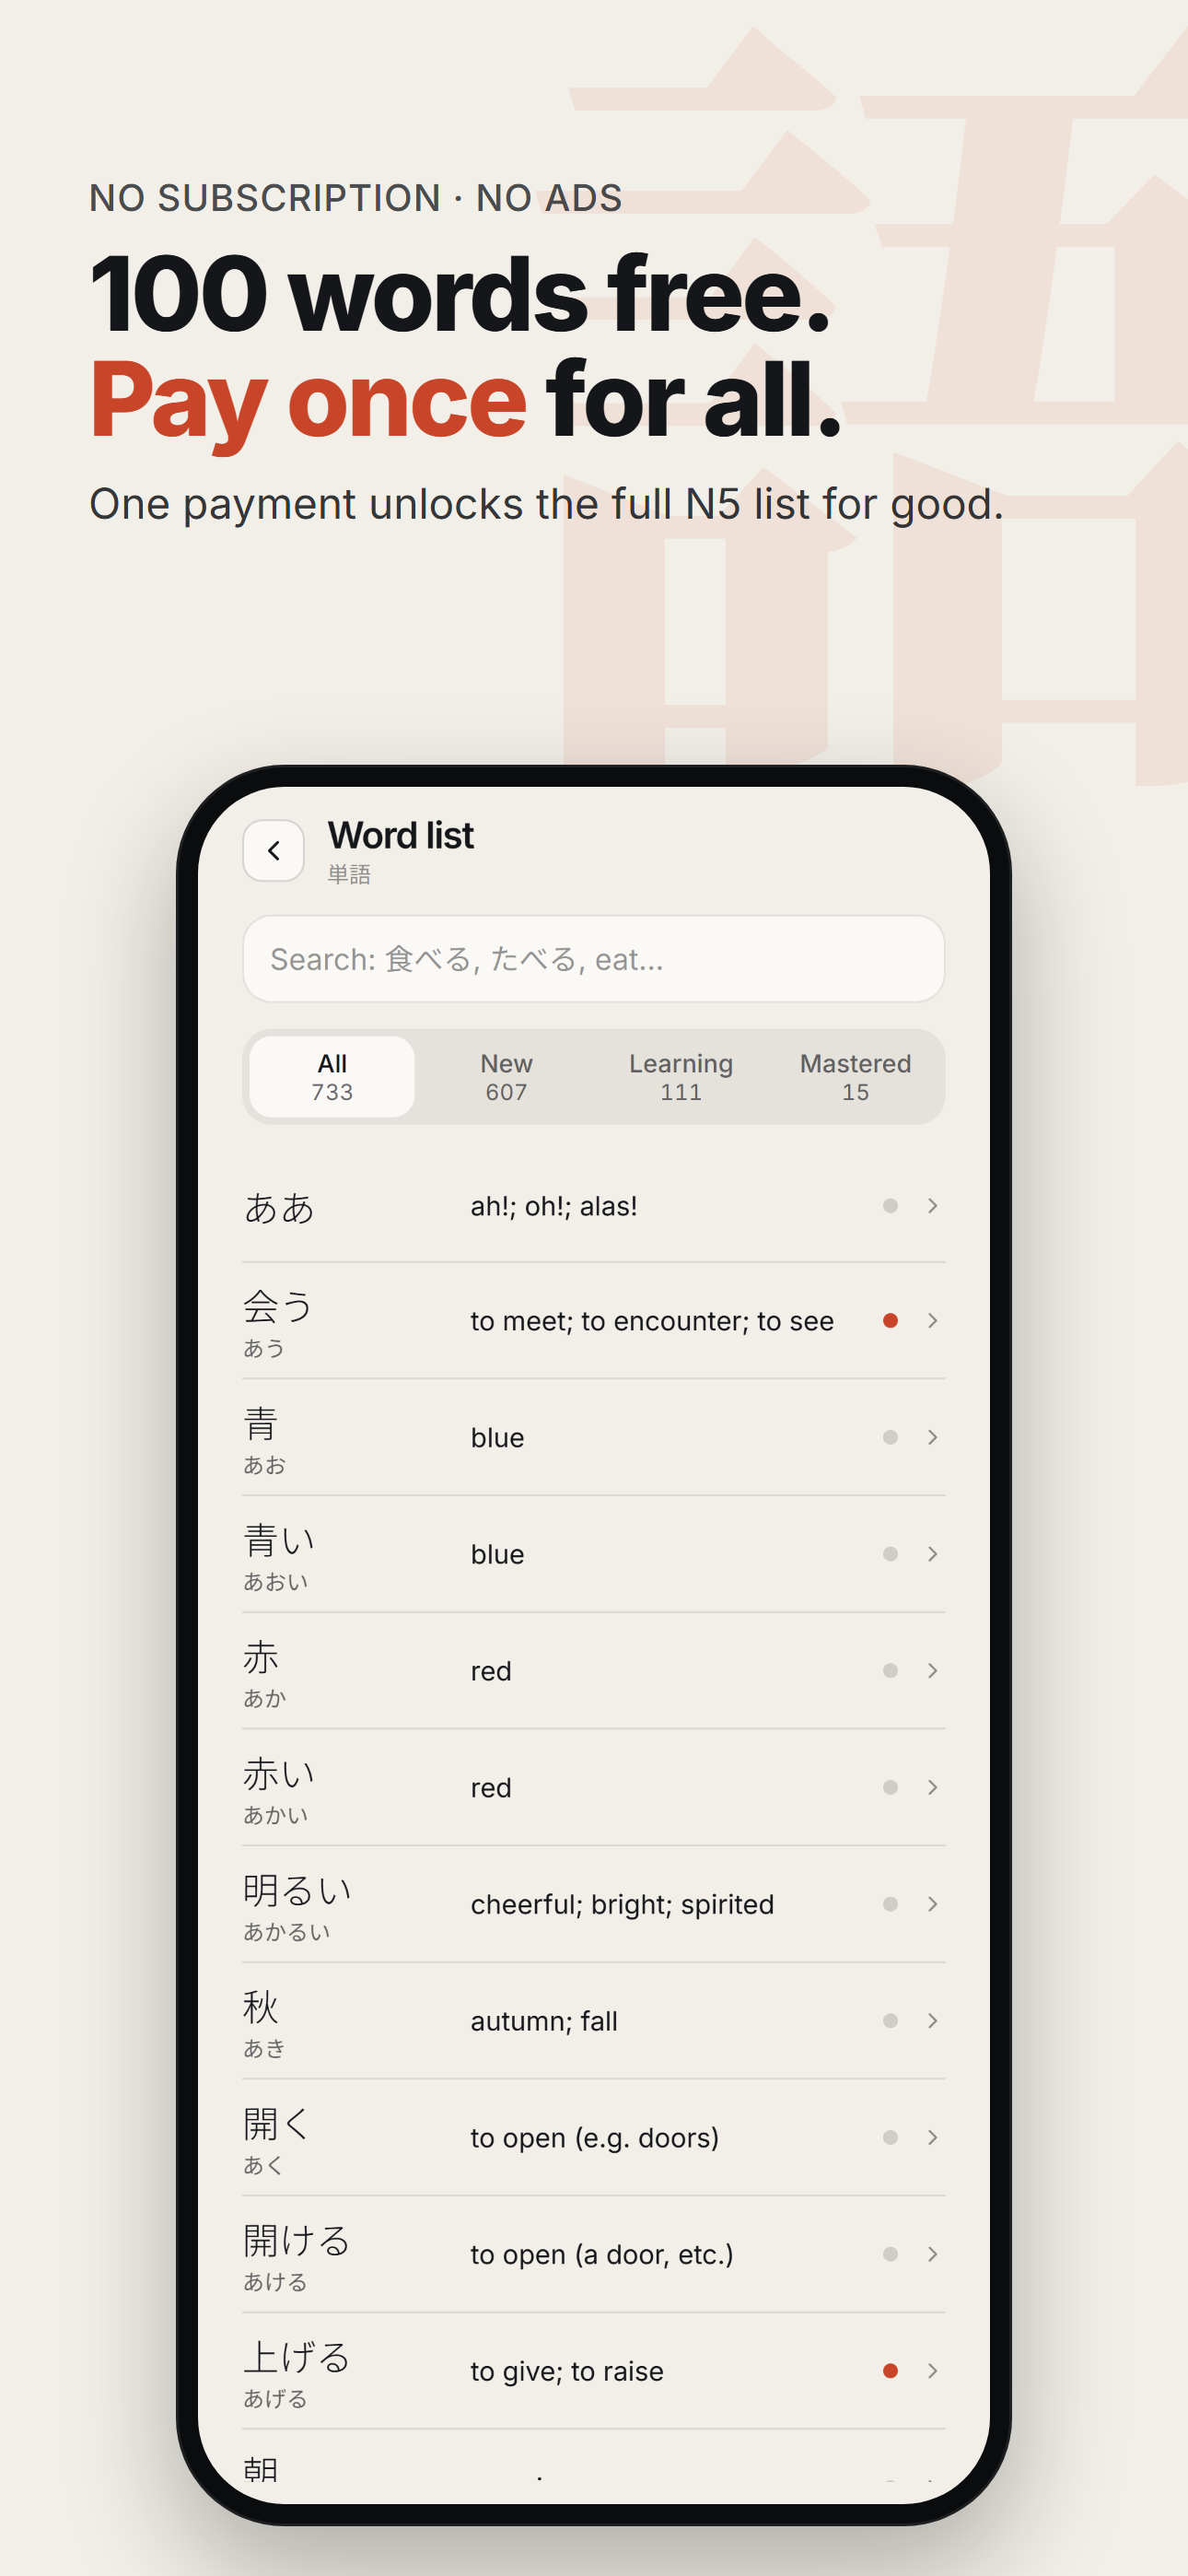 語
NO SUBSCRIPTION · NO ADS
100 words free.
Pay once for all.
One payment unlocks the full N5 list for good.
Word list
単語
Search: 食べる, たべる, eat...
All New Learning Mastered
733 607 111 15
ああ ah!; oh!; alas!
会う to meet; to encounter; to see
あう
青 blue
あお
青い blue
あおい
赤 red
あか
赤い red
あかい
明るい cheerful; bright; spirited
あかるい
秋 autumn; fall
あき
開く to open (e.g. doors)
あく
開ける to open (a door, etc.)
あける
上げる to give; to raise
あげる
朝